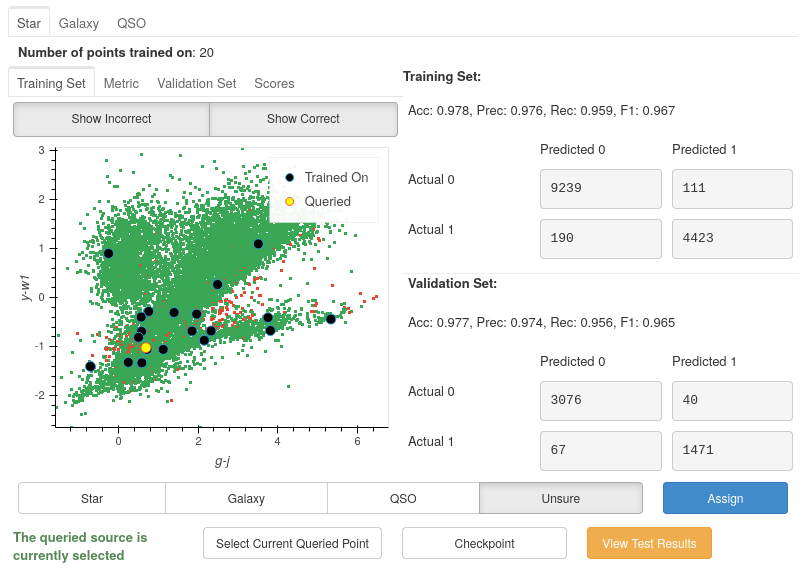 Star Galaxy QSO
Number of points trained on: 20
Training Set Metric Validation Set Scores
Show Incorrect Show Correct
3
2
1
0
-1
-2
y-w1
0 2 4 6
g-j
Trained On
Queried
Training Set:
Acc: 0.978, Prec: 0.976, Rec: 0.959, F1: 0.967
Predicted 0 Predicted 1
Actual 0 9239 111
Actual 1 190 4423
Validation Set:
Acc: 0.977, Prec: 0.974, Rec: 0.956, F1: 0.965
Predicted 0 Predicted 1
Actual 0 3076 40
Actual 1 67 1471
Star Galaxy QSO Unsure Assign
The queried source is
currently selected
Select Current Queried Point Checkpoint View Test Results